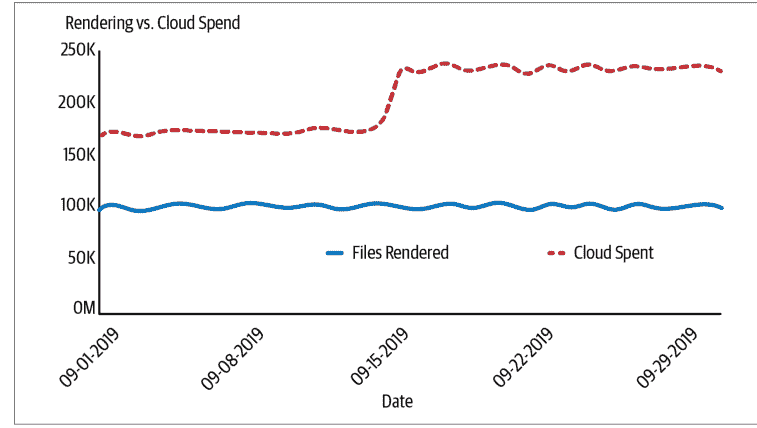 Rendering vs. Cloud Spend
250K
200K
150K
100K
50K
0M
Files Rendered
Cloud Spent
09-01-2019
09-08-2019
09-15-2019
09-22-2019
09-29-2019
Date